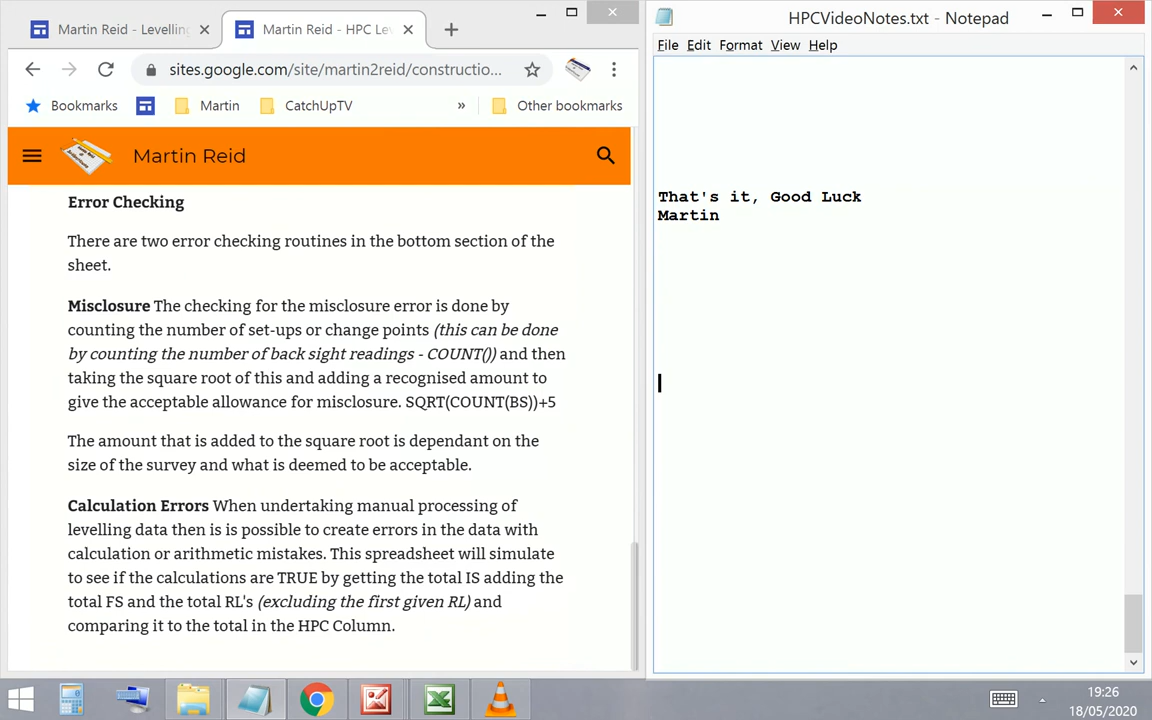 Martin Reid - Levelling
Martin Reid - HPC Le
sites.google.com/site/martin2reid/constructio...
Bookmarks
Martin
CatchUpTV
»
Other bookmarks
Martin Reid
Error Checking
There are two error checking routines in the bottom section of the
sheet.
Misclosure The checking for the misclosure error is done by
counting the number of set-ups or change points (this can be done
by counting the number of back sight readings - COUNT()) and then
taking the square root of this and adding a recognised amount to
give the acceptable allowance for misclosure. SQRT(COUNT(BS))+5
The amount that is added to the square root is dependant on the
size of the survey and what is deemed to be acceptable.
Calculation Errors When undertaking manual processing of
levelling data then is is possible to create errors in the data with
calculation or arithmetic mistakes. This spreadsheet will simulate
to see if the calculations are TRUE by getting the total IS adding the
total FS and the total RL's (excluding the first given RL) and
comparing it to the total in the HPC Column.
HPCVideoNotes.txt - Notepad
File Edit Format View Help
That's it, Good Luck
Martin
19:26
18/05/2020